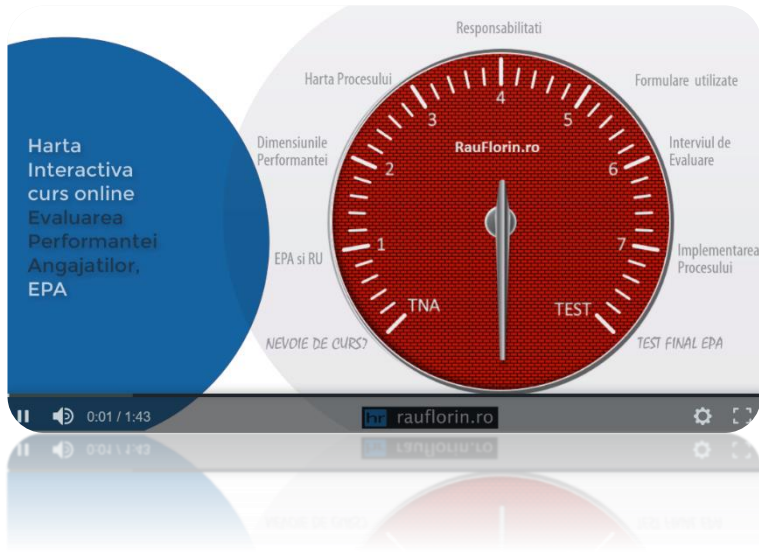 Responsabilitati
Harta Procesului
Formulare utilizate
Dimensiunile
Performantei
Interviul de
Evaluare
EPA si RU
Implementarea
Procesului
NEVOIE DE CURS?
TEST FINAL EPA
RauFlorin.ro
TNA
1
2
3
4
5
6
7
TEST
Harta
Interactiva
curs online
Evaluarea
Performantei
Angajatilor,
EPA
0:01 / 1:43
hr rauflorin.ro